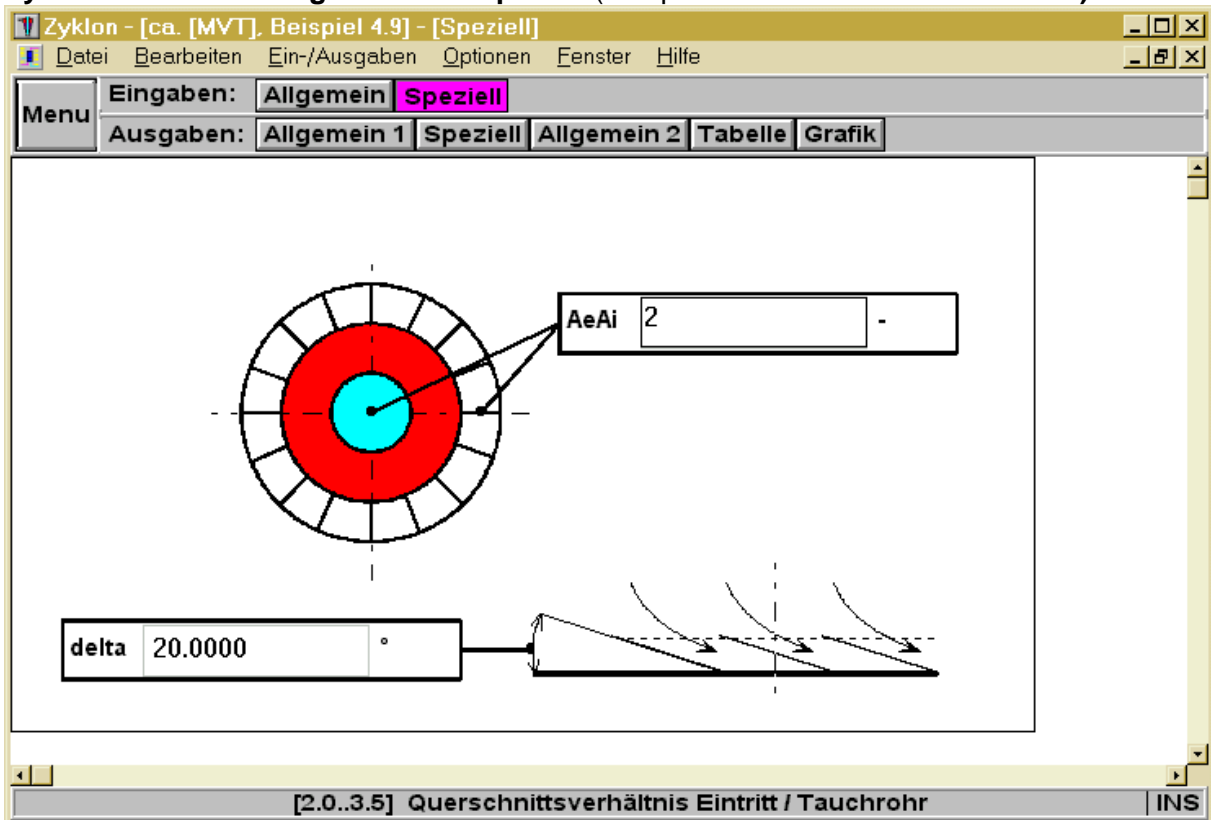 Zyklon - [ca. [MVT], Beispiel 4.9] - [Speziell]
Datei Bearbeiten Ein-/Ausgaben Optionen Fenster Hilfe
Menu
Eingaben: Allgemein Speziell
Ausgaben: Allgemein 1 Speziell Allgemein 2 Tabelle Grafik
AeAi 2 -
delta 20.0000 °
[2.0..3.5] Querschnittsverhältnis Eintritt / Tauchrohr INS